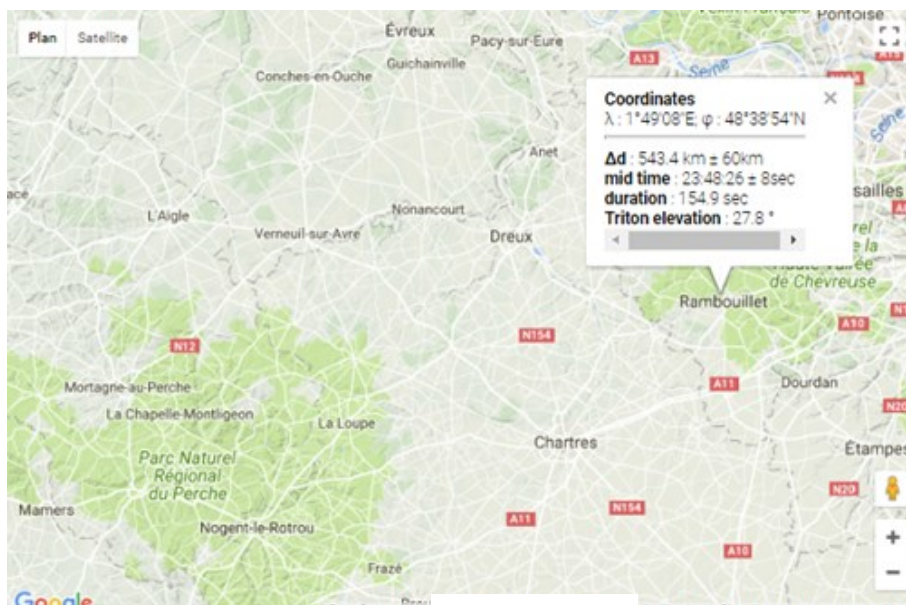 Plan Satellite
Évreux
Pacy-sur-Eure
Guichainville
Conches-en-Ouche
Pontoise
A13
Seine
Coordinates
λ : 1°49'08"E; φ : 48°38'54"N
Δd : 543.4 km ± 60km
mid time : 23:48:26 ± 8sec
duration : 154.9 sec
Triton elevation : 27.8 °
Seine
Anet
L'Aigle
Nonancourt
Verneuil-sur-Avre
Dreux
de Chevreuse
Rambouillet
A10
N154
N12
A11
Dourdan
Mortagne-au-Perche
La Chapelle-Montligeon
La Loupe
N20
Chartres
Étampes
Parc Naturel
Régional
du Perche
N20
Mamers
Nogent-le-Rotrou
A11
N154
A10
Frazé
Google